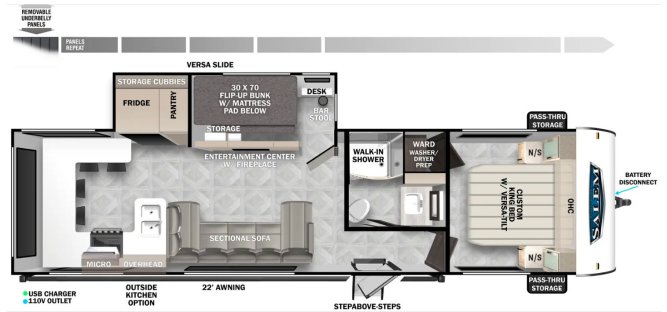 REMOVABLE
UNDERBELLY
PANELS
PANELS
REPEAT
VERSA SLIDE
STORAGE CUBBIES
FRIDGE
PANTRY
30 X 70
FLIP-UP BUNK
W/ MATTRESS
PAD BELOW
STORAGE
DESK
BAR
STOOL
ENTERTAINMENT CENTER
W/ FIREPLACE
WALK-IN
SHOWER
WARD
WASHER/
DRYER
PREP
PASS-THRU
STORAGE
N/S
CUSTOM
KING BED
W/ VERSA-TILT
OHC
SALEM
BATTERY
DISCONNECT
N/S
PASS-THRU
STORAGE
SECTIONAL SOFA
MICRO
OVERHEAD
USB CHARGER
110V OUTLET
OUTSIDE
KITCHEN
OPTION
22' AWNING
STEPABOVE-STEPS